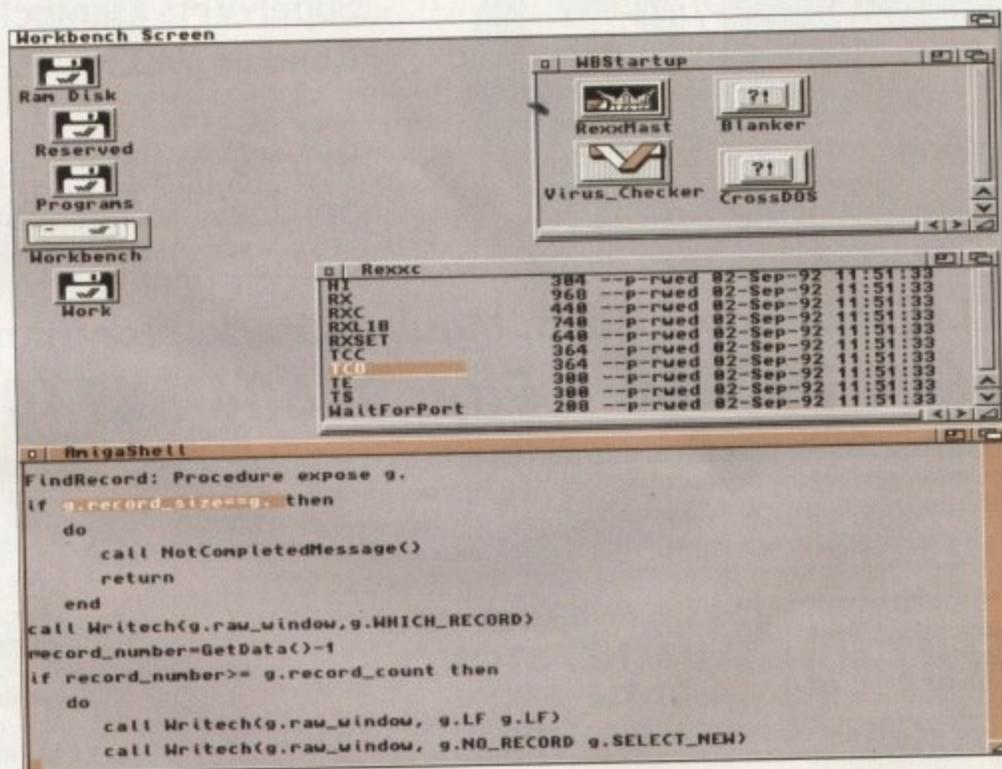 Workbench Screen
Ram Disk
Reserved
Programs
Workbench
Work
WBStartup
RexxMast
?!
Blanker
Virus_Checker
?!
CrossDOS
Rexxc
HI 304 --p-rwed 02-Sep-92 11:51:33
RX 968 --p-rwed 02-Sep-92 11:51:33
RXC 440 --p-rwed 02-Sep-92 11:51:33
RXLIB 740 --p-rwed 02-Sep-92 11:51:33
RXSET 640 --p-rwed 02-Sep-92 11:51:33
TCC 364 --p-rwed 02-Sep-92 11:51:33
TCO 364 --p-rwed 02-Sep-92 11:51:33
TE 380 --p-rwed 02-Sep-92 11:51:33
TS 380 --p-rwed 02-Sep-92 11:51:33
WaitForPort 208 --p-rwed 02-Sep-92 11:51:33
AmigaShell
FindRecord: Procedure expose g.
if g.record_size==g. then
do
call NotCompletedMessage()
return
end
call Writech(g.raw_window,g.WHICH_RECORD)
record_number=GetData()-1
if record_number>= g.record_count then
do
call Writech(g.raw_window, g.LF g.LF)
call Writech(g.raw_window, g.NO_RECORD g.SELECT_NEW)